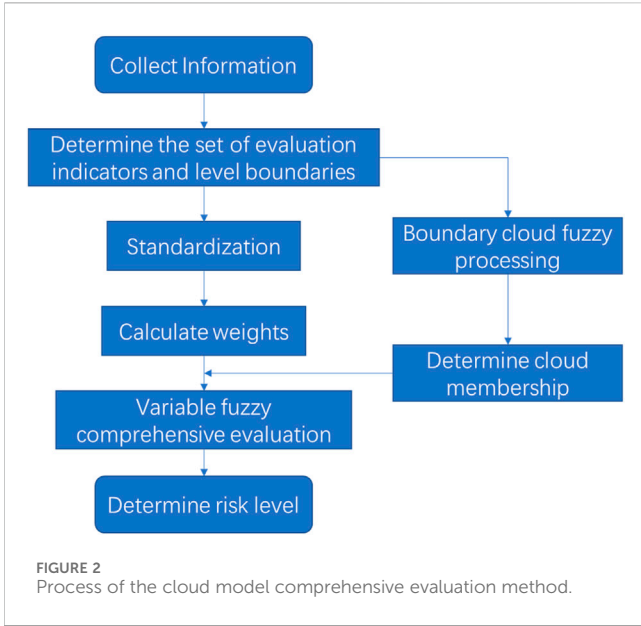 Collect Information
Determine the set of evaluation
indicators and level boundaries
Standardization
Boundary cloud fuzzy
processing
Calculate weights
Determine cloud
membership
Variable fuzzy
comprehensive evaluation
Determine risk level
FIGURE 2
Process of the cloud model comprehensive evaluation method.